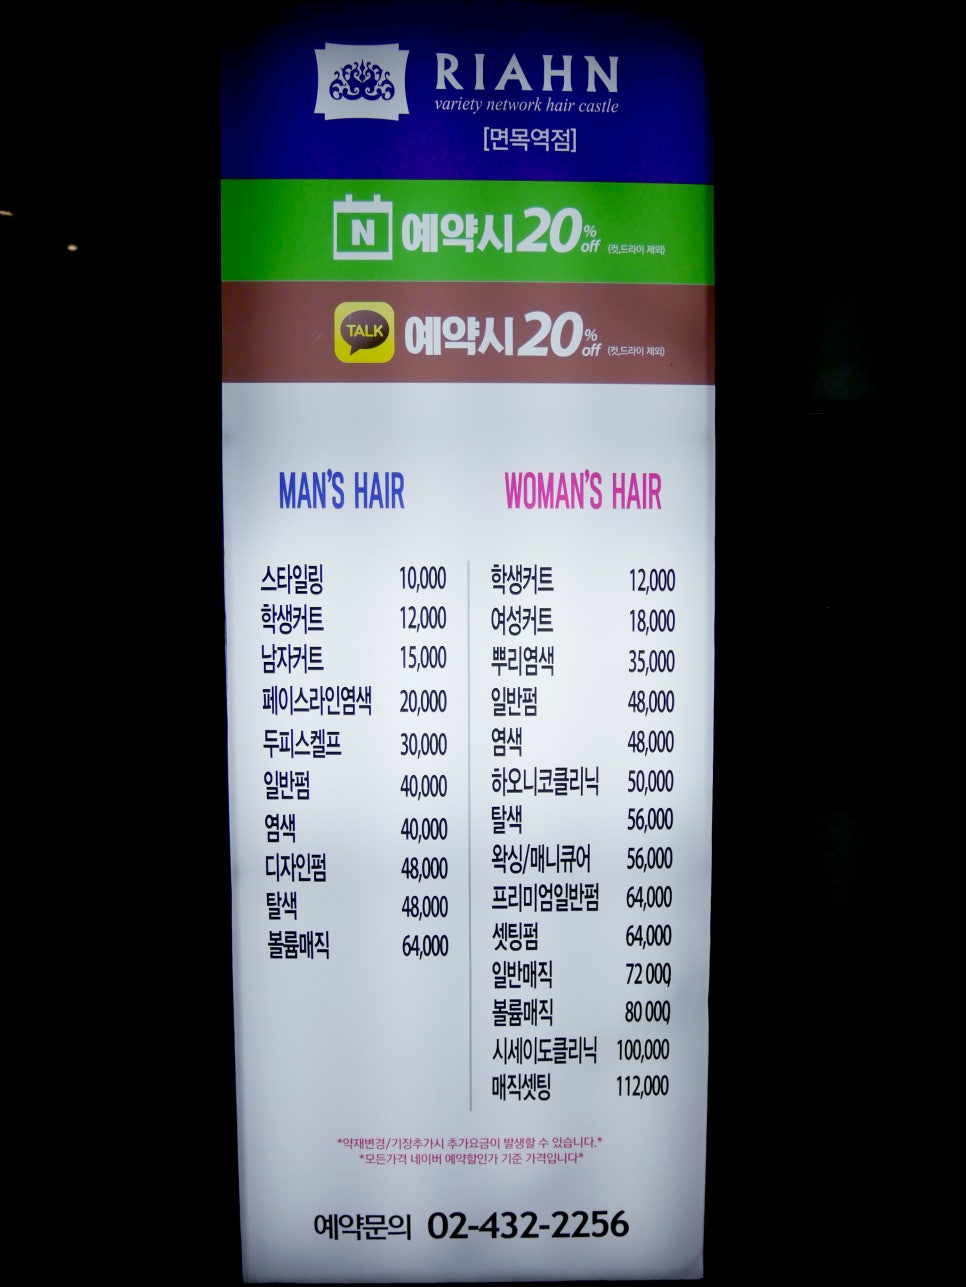 RIAHN
variety network hair castle
[면목역점]
N 예약시 20% off (컷,드라이 제외)
TALK 예약시 20% off (컷,드라이 제외)
MAN'S HAIR
스타일링 10,000
학생커트 12,000
남자커트 15,000
페이스라인염색 20,000
두피스켈프 30,000
일반펌 40,000
염색 40,000
디자인펌 48,000
탈색 48,000
볼륨매직 64,000
WOMAN'S HAIR
학생커트 12,000
여성커트 18,000
뿌리염색 35,000
일반펌 48,000
염색 48,000
하오니코클리닉 50,000
탈색 56,000
왁싱/매니큐어 56,000
프리미엄일반펌 64,000
셋팅펌 64,000
일반매직 72 000
볼륨매직 80 000
시세이도클리닉 100,000
매직셋팅 112,000
*약재변경/기장추가시 추가요금이 발생할 수 있습니다.*
*모든가격 네이버 예약할인가 기준 가격입니다*
예약문의 02-432-2256